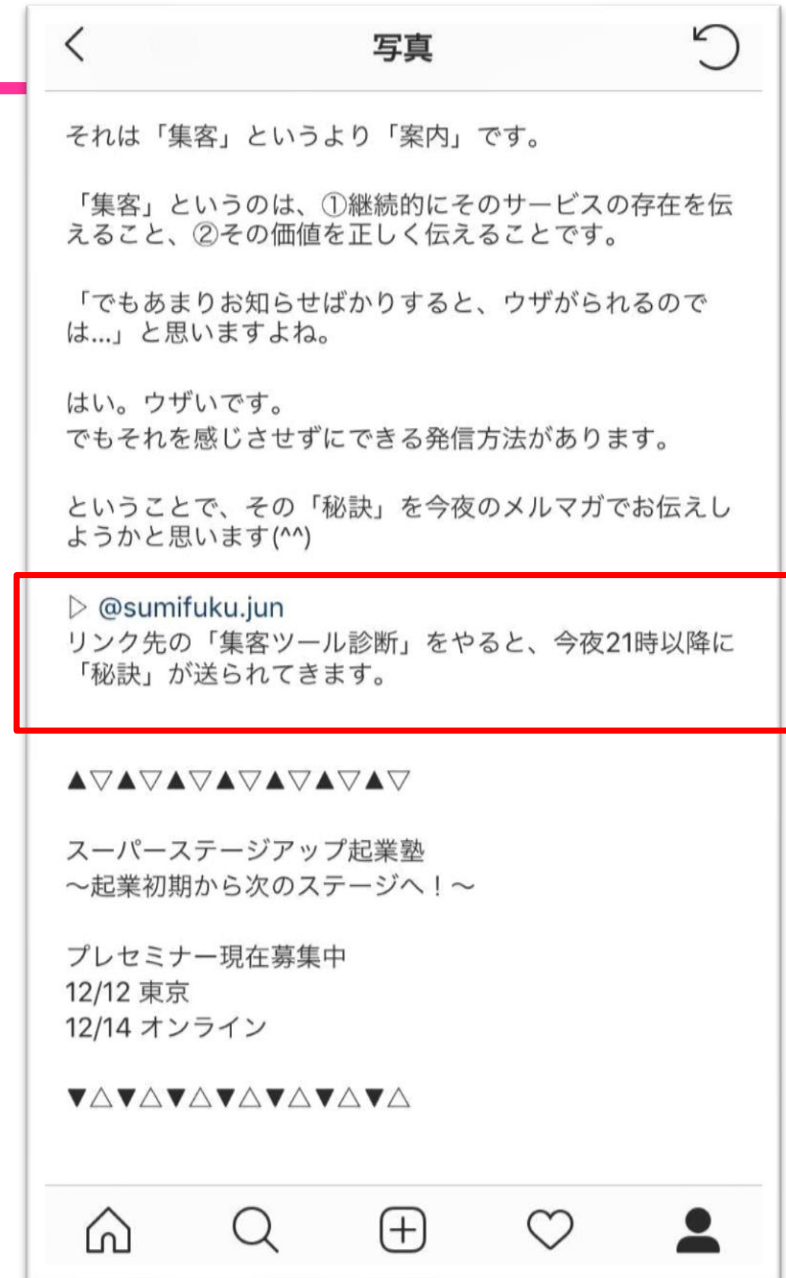 写真
それは「集客」というより「案内」です。
「集客」というのは、①継続的にそのサービスの存在を伝
えること、②その価値を正しく伝えることです。
「でもあまりお知らせばかりすると、ウザがられるので
は...」と思いますよね。
はい。ウザいです。
でもそれを感じさせずにできる発信方法があります。
ということで、その「秘訣」を今夜のメルマガでお伝えし
ようかと思います(^^)
▷ @sumifuku.jun
リンク先の「集客ツール診断」をやると、今夜21時以降に
「秘訣」が送られてきます。
▲▽▲▽▲▽▲▽▲▽▲▽▲▽
スーパーステージアップ起業塾
〜起業初期から次のステージへ！〜
プレセミナー現在募集中
12/12 東京
12/14 オンライン
▼△▼△▼△▼△▼△▼△▼△